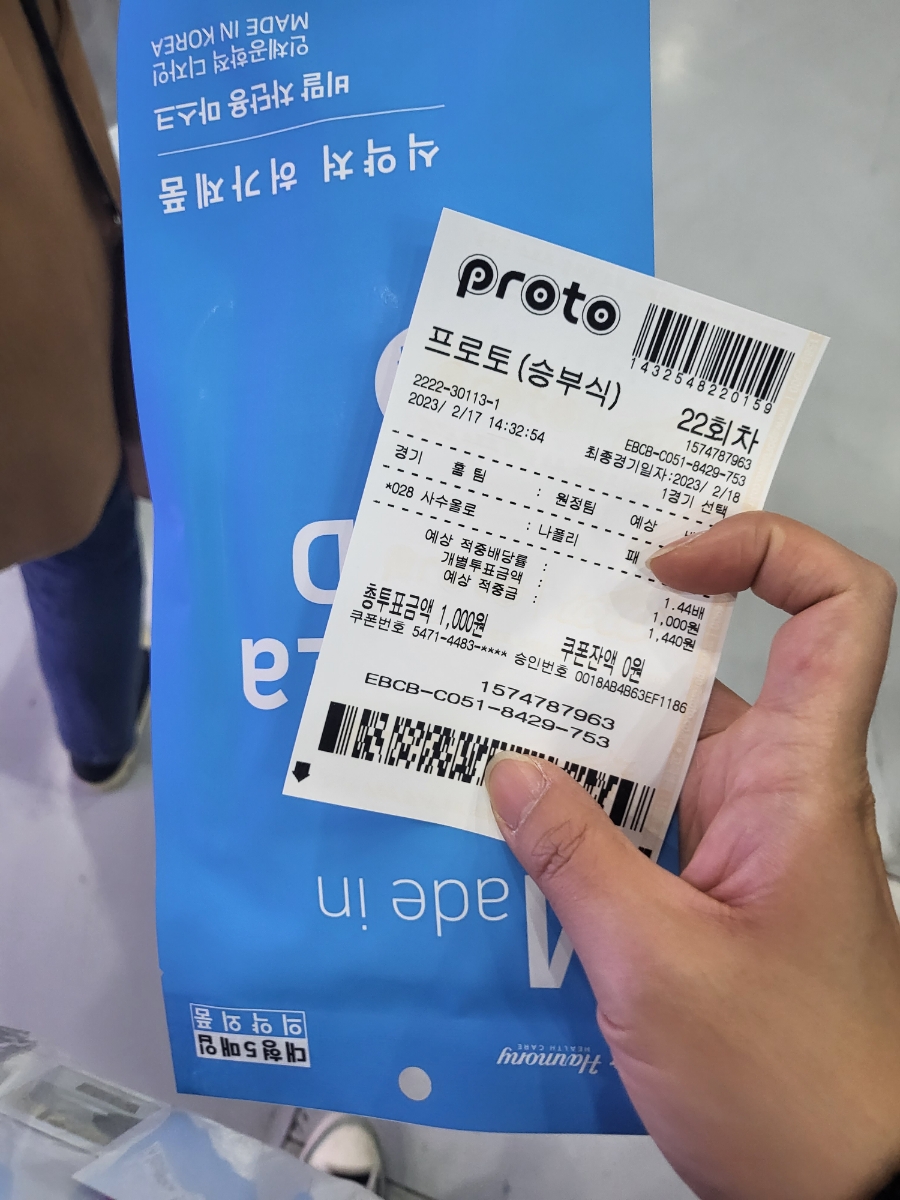 MADE IN KOREA
인체공학적 디자인
비말 차단용 마스크
식약처 허가제품
proto
1432548220159
프로토 (승부식)
22회차
2222-30113-1
1574787963
2023/ 2/17 14:32:54
EBCB-C051-8429-753
최종경기일자:2023/ 2/18
1경기 선택
경기 홈 팀 : 원정팀 예상
*028 사수올로 : 나폴리 패
예상 적중배당률 : 1.44배
개별투표금액 : 1,000원
예상 적중금 : 1,440원
총투표금액 1,000원 쿠폰잔액 0원
쿠폰번호 5471-4483-**** 승인번호 0018AB4B63EF1186
1574787963
EBCB-C051-8429-753
Made in
대형 5매입
의약외품
Harmony
HEALTH CARE